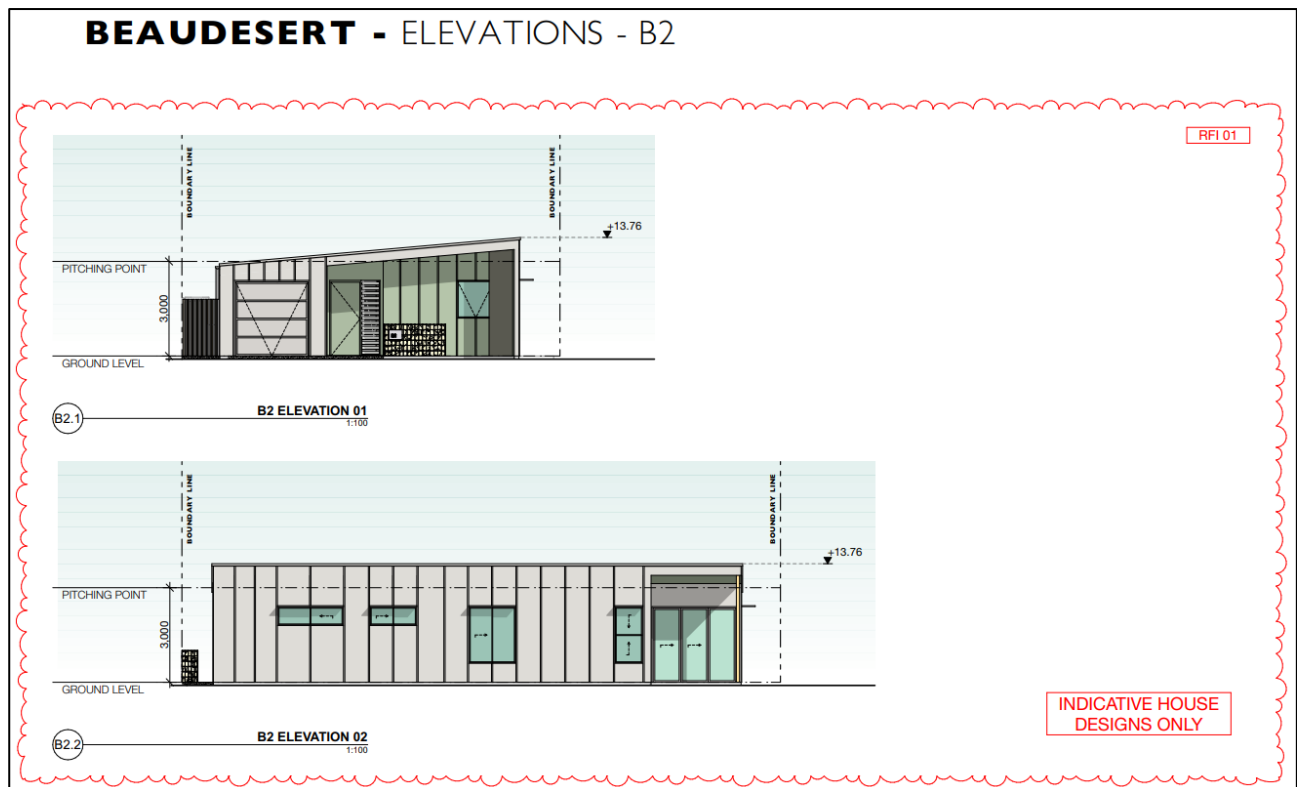 BEAUDESERT - ELEVATIONS - B2
RFI 01
BOUNDARY LINE
BOUNDARY LINE
+13.76
PITCHING POINT
3,000
GROUND LEVEL
B2.1
B2 ELEVATION 01
1:100
BOUNDARY LINE
BOUNDARY LINE
+13.76
PITCHING POINT
3,000
GROUND LEVEL
B2.2
B2 ELEVATION 02
1:100
INDICATIVE HOUSE
DESIGNS ONLY